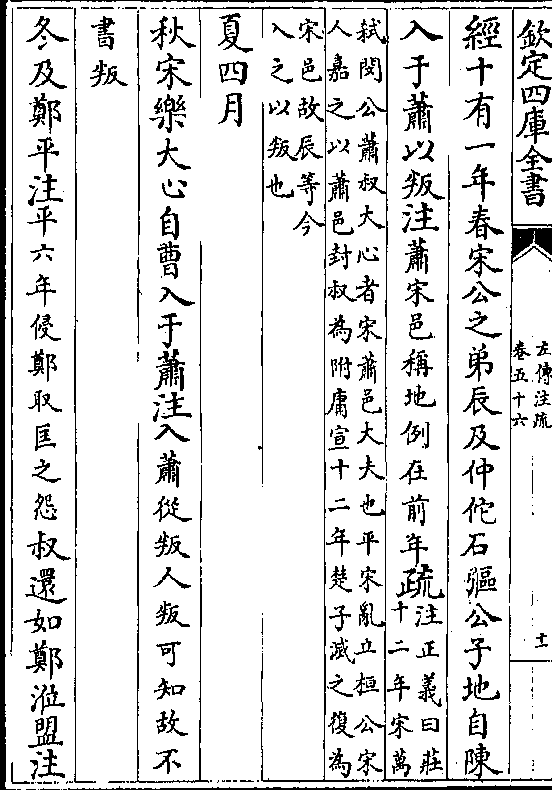 欽定四庫全書
左傳注疏
卷五十六
十一
經十有一年春宋公之弟辰及仲佗石彄公子地自陳
入于蕭以叛注蕭宋邑稱地例在前年疏注正義曰莊
十二年宋萬
弑閔公蕭叔大心者宋蕭邑大夫也平宋亂立桓公宋
人嘉之以蕭邑封叔為附庸宣十二年楚子滅之復為
宋邑故辰等今
入之以叛也
夏四月
秋宋樂大心自曹入于蕭注入蕭從叛人叛可知故不
書叛
冬及鄭平注平六年侵鄭取匡之怨叔還如鄭涖盟注